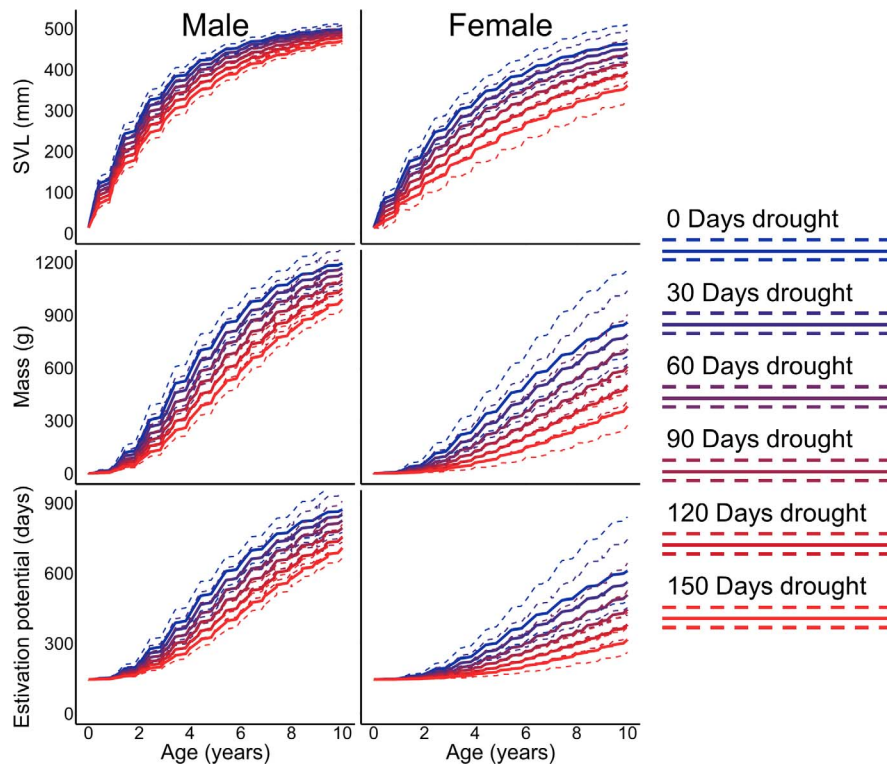 Male
Female
SVL (mm)
500
400
300
200
100
0
Mass (g)
1200
900
600
300
0
Estivation potential (days)
900
600
300
0
0 2 4 6 8 10
0 2 4 6 8 10
Age (years)
Age (years)
0 Days drought
30 Days drought
60 Days drought
90 Days drought
120 Days drought
150 Days drought